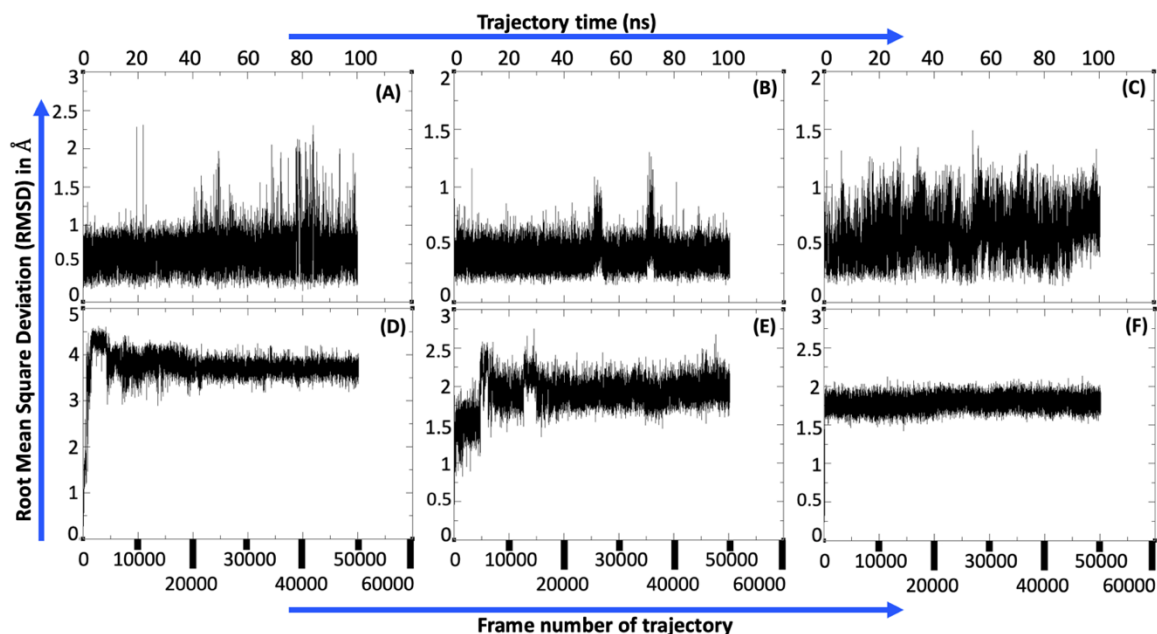 Trajectory time (ns)
0 20 40 60 80 100 0 20 40 60 80 100 0 20 40 60 80 100
Root Mean Square Deviation (RMSD) in Å
3 (A) 2 (B) 2 (C)
2.5
2 1.5 1.5
1.5 1 1
1
0.5 0.5 0.5
0 0 0
5 (D) 3 (E) 3 (F)
4 2.5 2.5
3 2 2
1.5 1.5
2 1 1
1 0.5 0.5
0 0 0
0 10000 30000 50000 0 10000 30000 50000 0 10000 30000 50000
20000 40000 60000 20000 40000 60000 20000 40000 60000
Frame number of trajectory